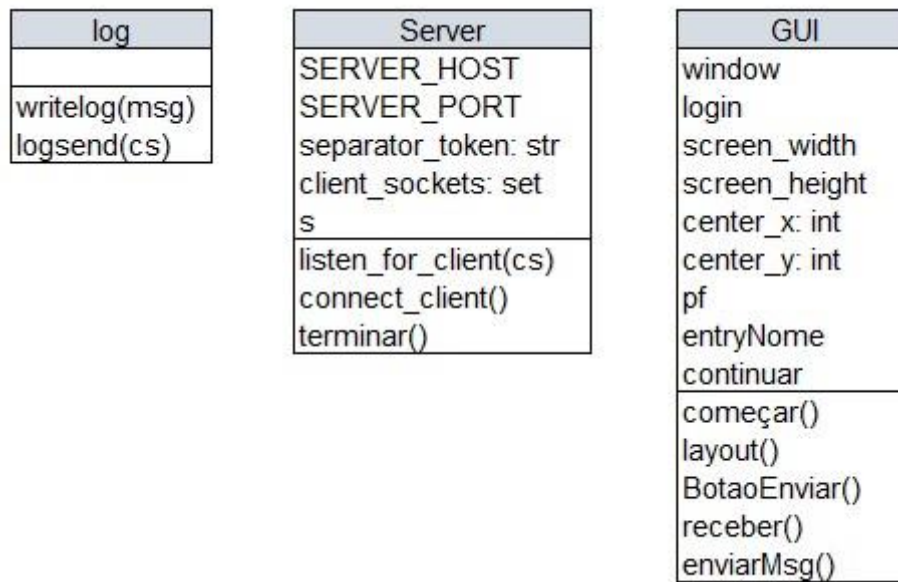 log
writelog(msg)
logsend(cs)
Server
SERVER_HOST
SERVER_PORT
separator_token: str
client_sockets: set
s
listen_for_client(cs)
connect_client()
terminar()
GUI
window
login
screen_width
screen_height
center_x: int
center_y: int
pf
entryNome
continuar
começar()
layout()
BotaoEnviar()
receber()
enviarMsg()